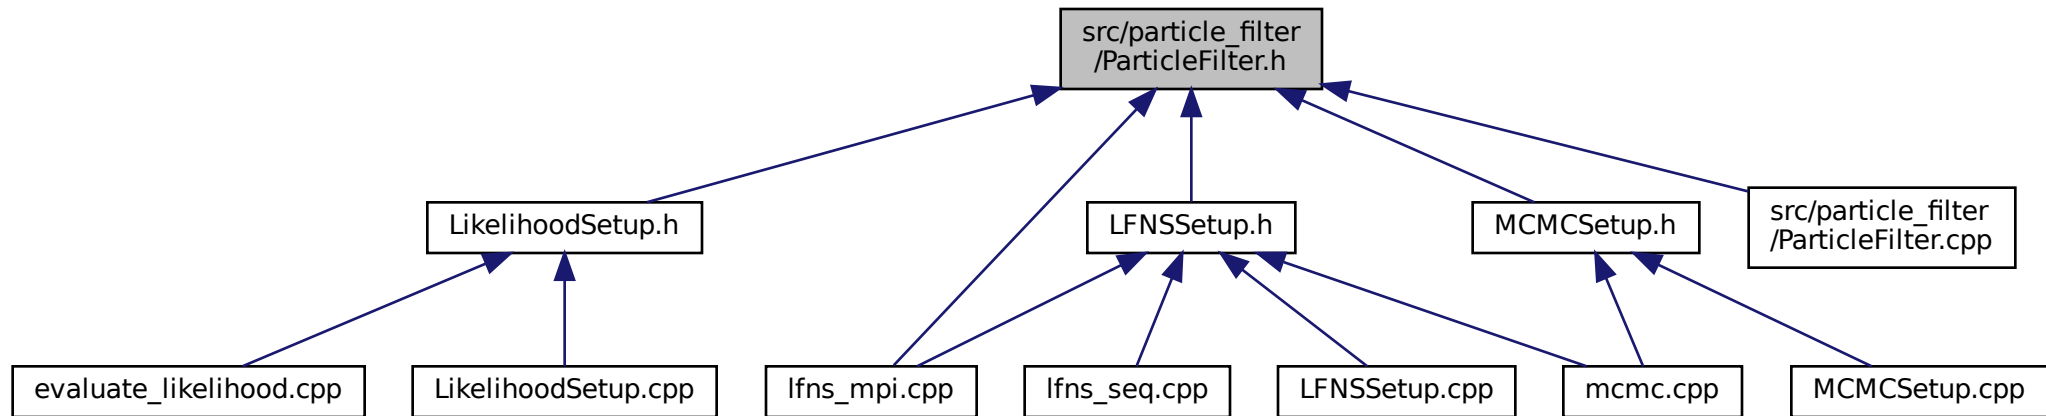 src/particle_filter
/ParticleFilter.h
LikelihoodSetup.h
LFNSSetup.h
MCMCSetup.h
src/particle_filter
/ParticleFilter.cpp
evaluate_likelihood.cpp
LikelihoodSetup.cpp
lfns_mpi.cpp
lfns_seq.cpp
LFNSSetup.cpp
mcmc.cpp
MCMCSetup.cpp